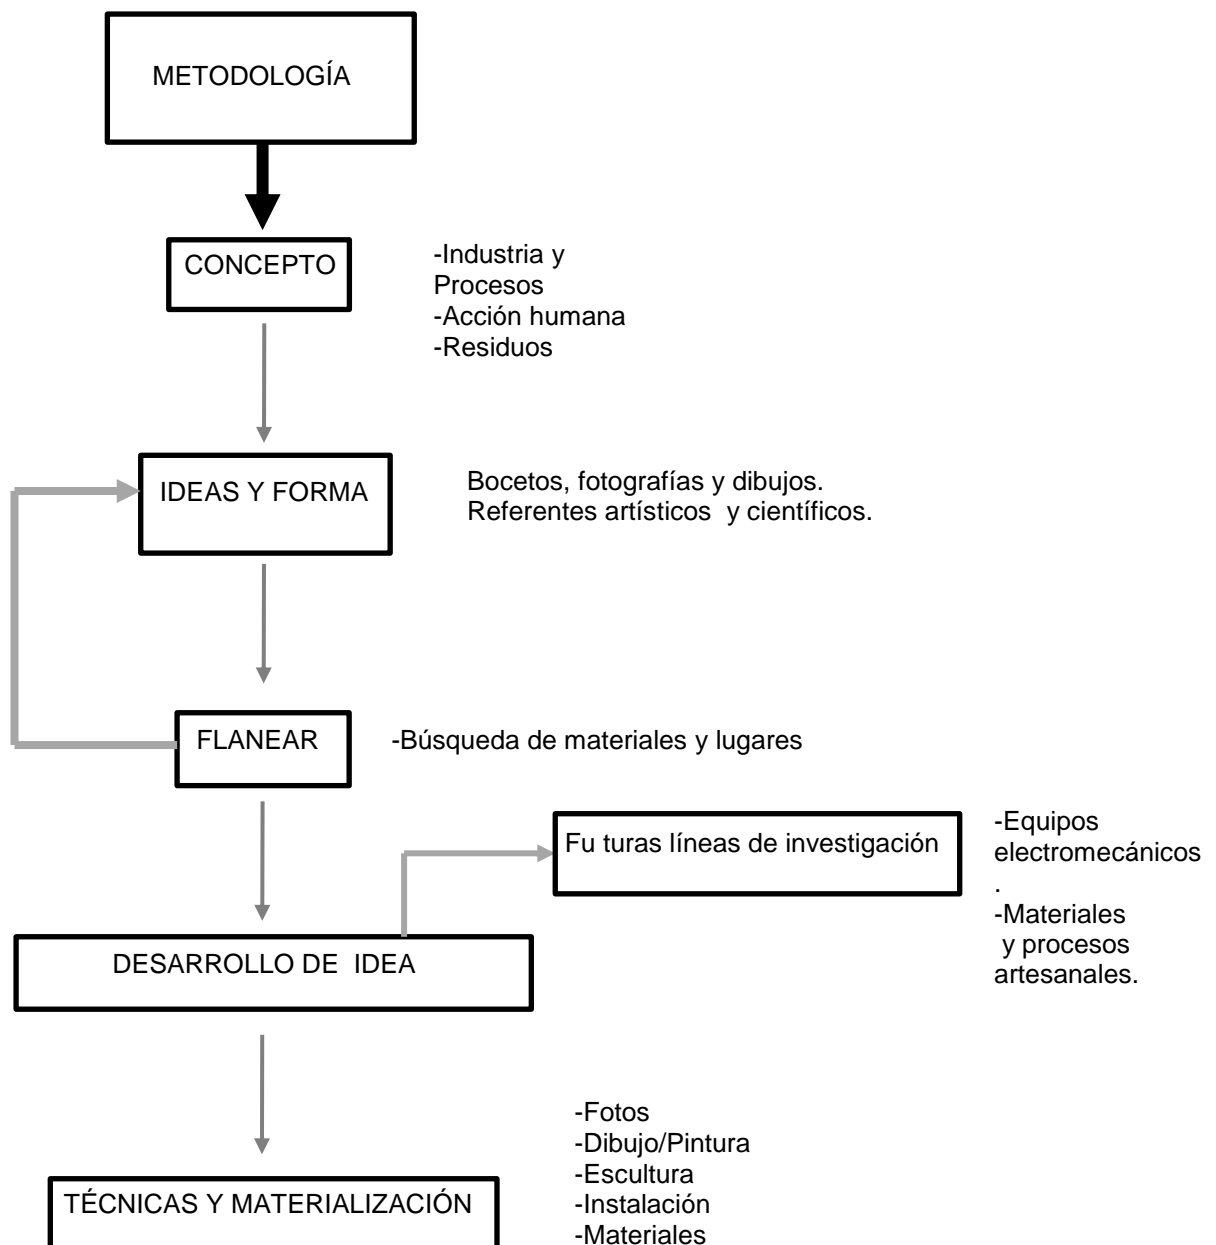 METODOLOGÍA
CONCEPTO
-Industria y
Procesos
-Acción humana
-Residuos
IDEAS Y FORMA
Bocetos, fotografías y dibujos.
Referentes artísticos  y científicos.
FLANEAR
-Búsqueda de materiales y lugares
Fu turas líneas de investigación
-Equipos
electromecánicos
.
-Materiales
y procesos
artesanales.
DESARROLLO DE  IDEA
-Fotos
-Dibujo/Pintura
-Escultura
-Instalación
-Materiales
TÉCNICAS Y MATERIALIZACIÓN